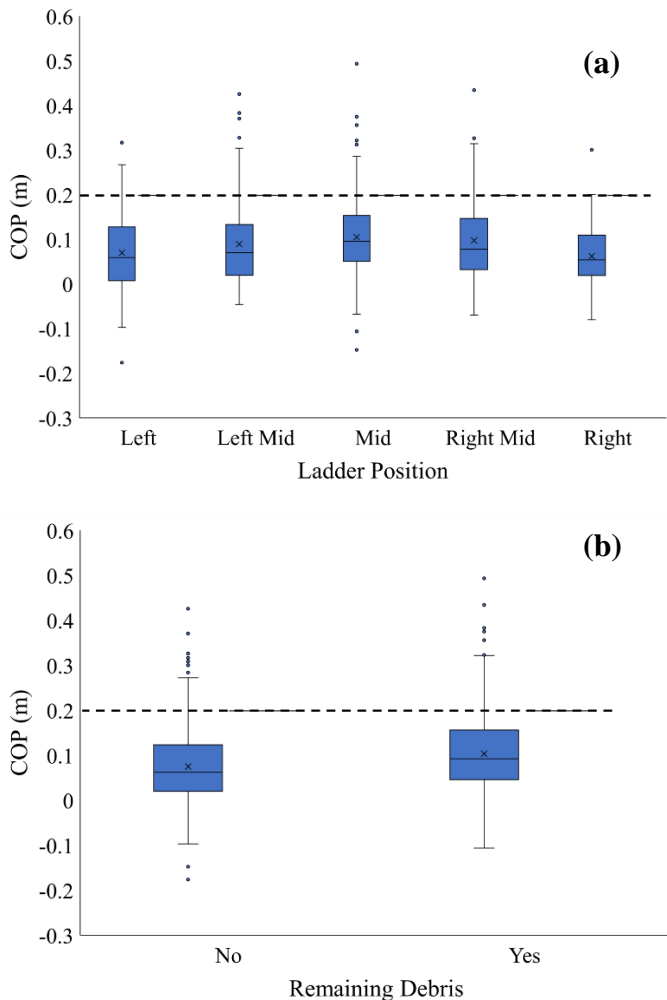 0.6
(a)
0.5
0.4
0.3
0.2
0.1
0
-0.1
-0.2
-0.3
COP (m)
Left Left Mid Mid Right Mid Right
Ladder Position
0.6
(b)
0.5
0.4
0.3
0.2
0.1
0
-0.1
-0.2
-0.3
COP (m)
No Yes
Remaining Debris